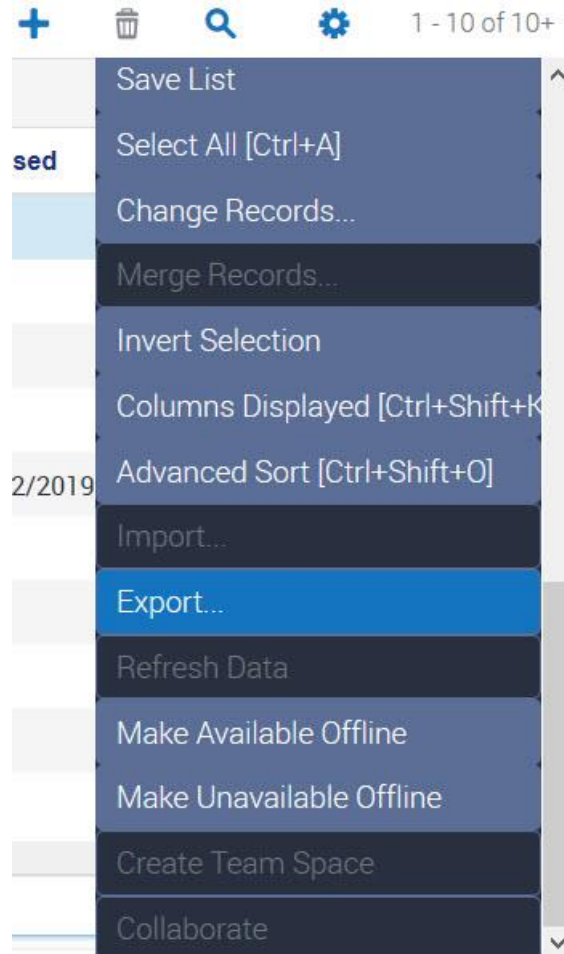 1 - 10 of 10+
Save List
Select All [Ctrl+A]
sed
Change Records...
Merge Records...
Invert Selection
Columns Displayed [Ctrl+Shift+K
Advanced Sort [Ctrl+Shift+O]
2/2019
Import...
Export...
Refresh Data
Make Available Offline
Make Unavailable Offline
Create Team Space
Collaborate